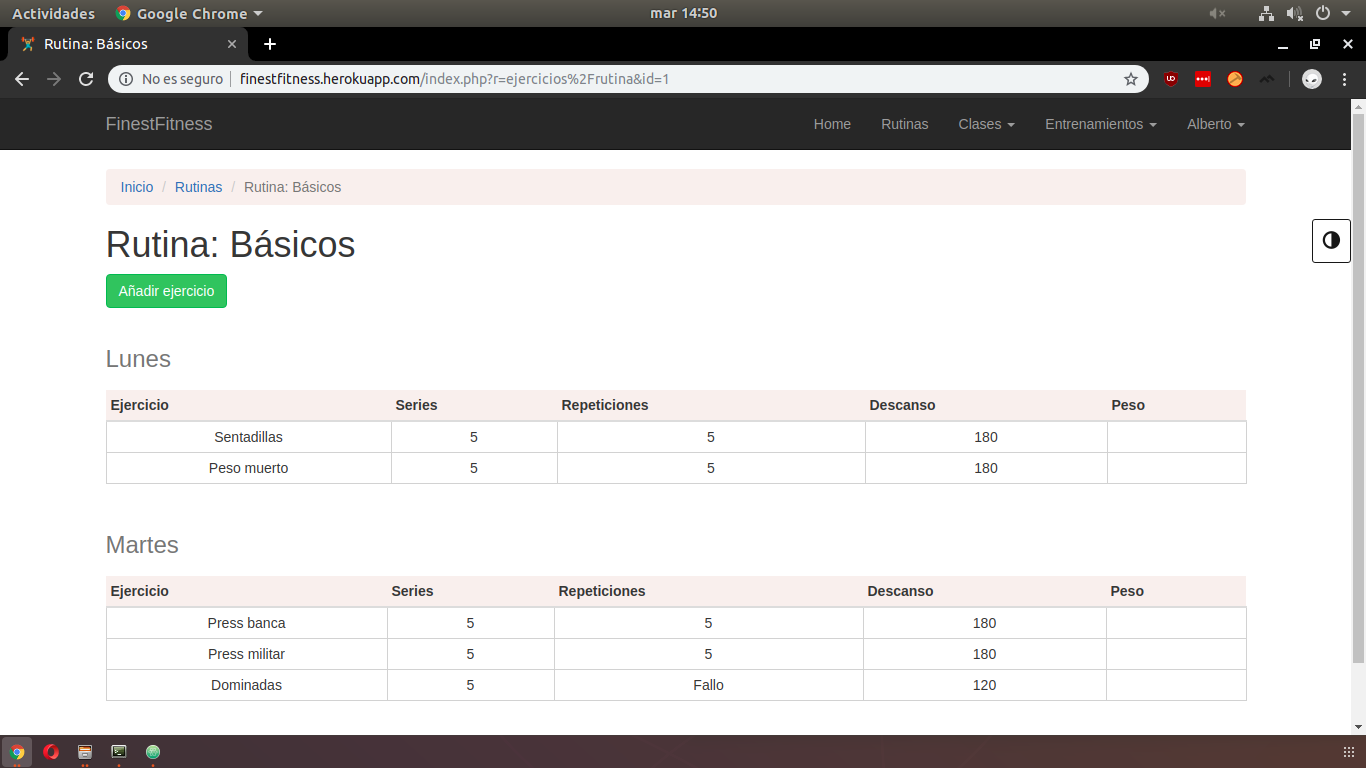 Actividades Google Chrome mar 14:50
Rutina: Básicos
No es seguro finestfitness.herokuapp.com/index.php?r=ejercicios%2Frutina&id=1
FinestFitness Home Rutinas Clases Entrenamientos Alberto
Inicio / Rutinas / Rutina: Básicos
Rutina: Básicos
Añadir ejercicio
Lunes
Ejercicio Series Repeticiones Descanso Peso
Sentadillas 5 5 180
Peso muerto 5 5 180
Martes
Ejercicio Series Repeticiones Descanso Peso
Press banca 5 5 180
Press militar 5 5 180
Dominadas 5 Fallo 120